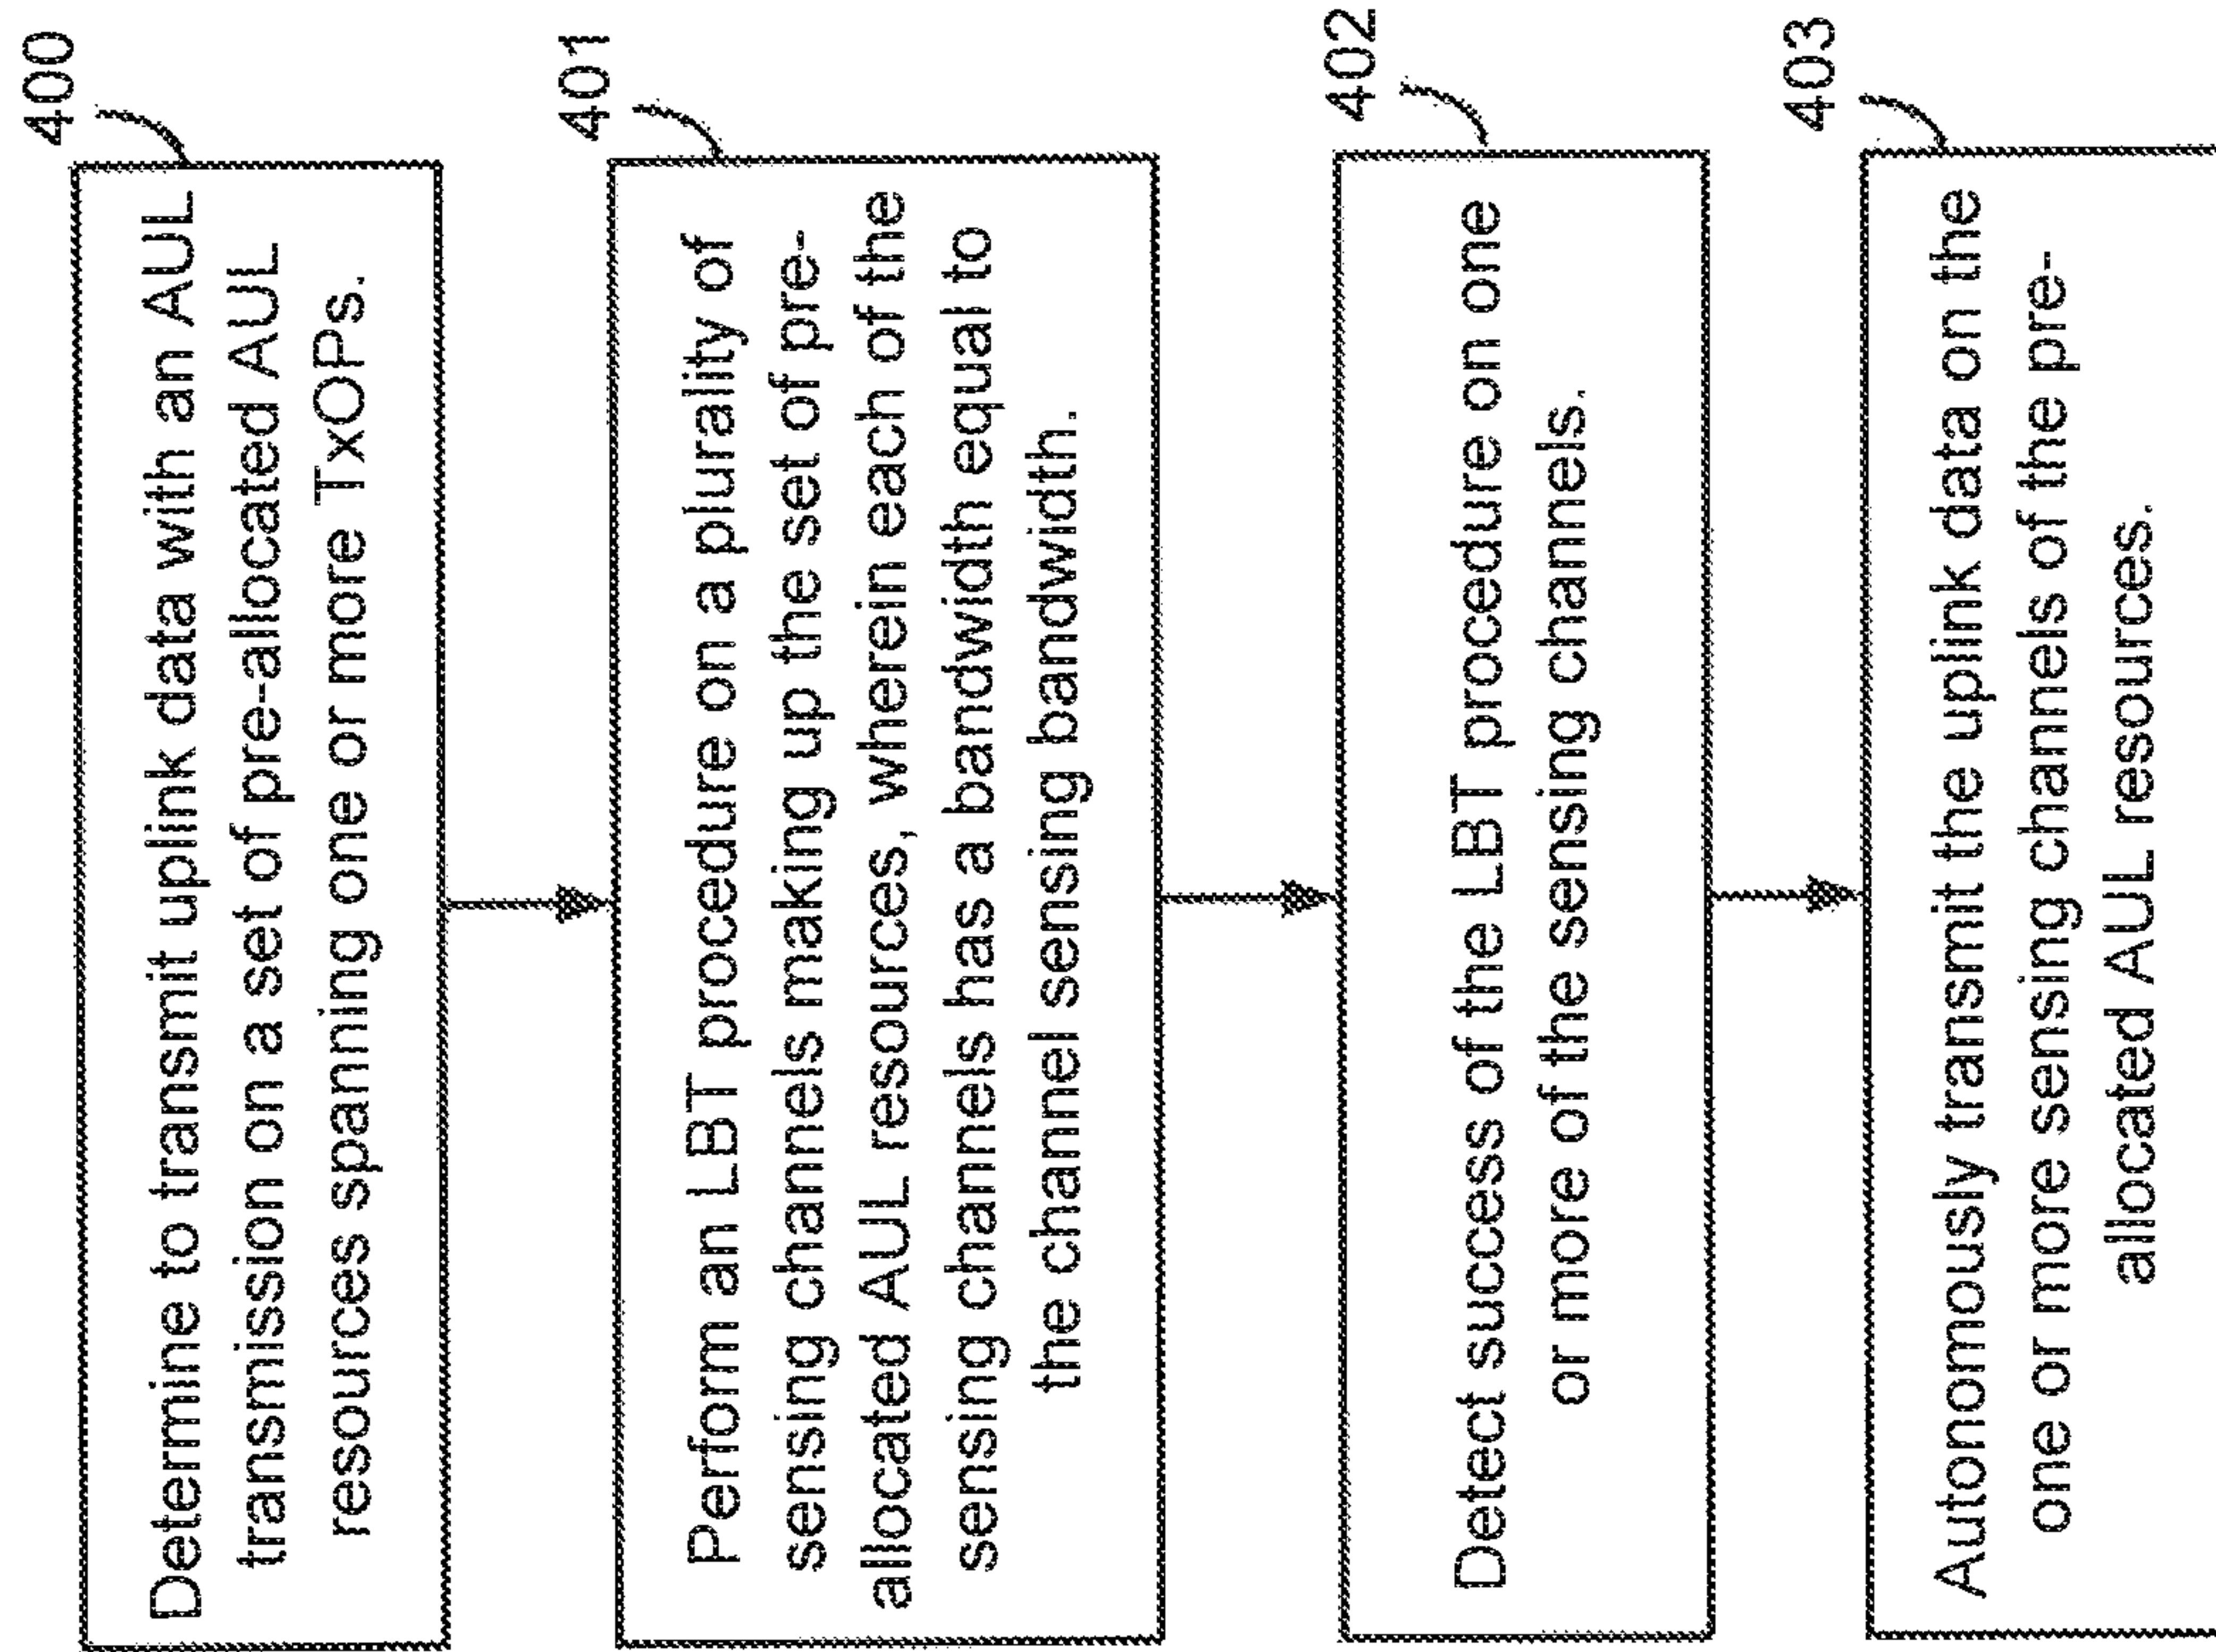 400
Determine to transmit uplink data with an AUL
transmission on a set of pre-allocated AUL
resources spanning one or more TxOPs.
401
Perform an LBT procedure on a plurality of
sensing channels making up the set of pre-
allocated AUL resources, wherein each of the
sensing channels has a bandwidth equal to
the channel sensing bandwidth.
402
Detect success of the LBT procedure on one
or more of the sensing channels.
403
Autonomously transmit the uplink data on the
one or more sensing channels of the pre-
allocated AUL resources.